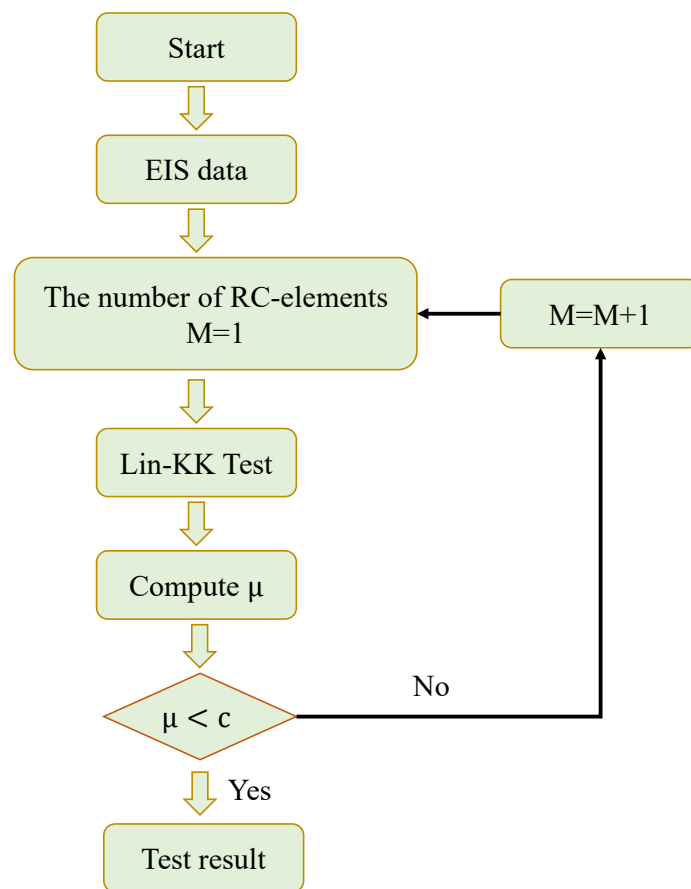 Start
EIS data
The number of RC-elements
M=1
M=M+1
Lin-KK Test
Compute μ
μ < c
No
Yes
Test result